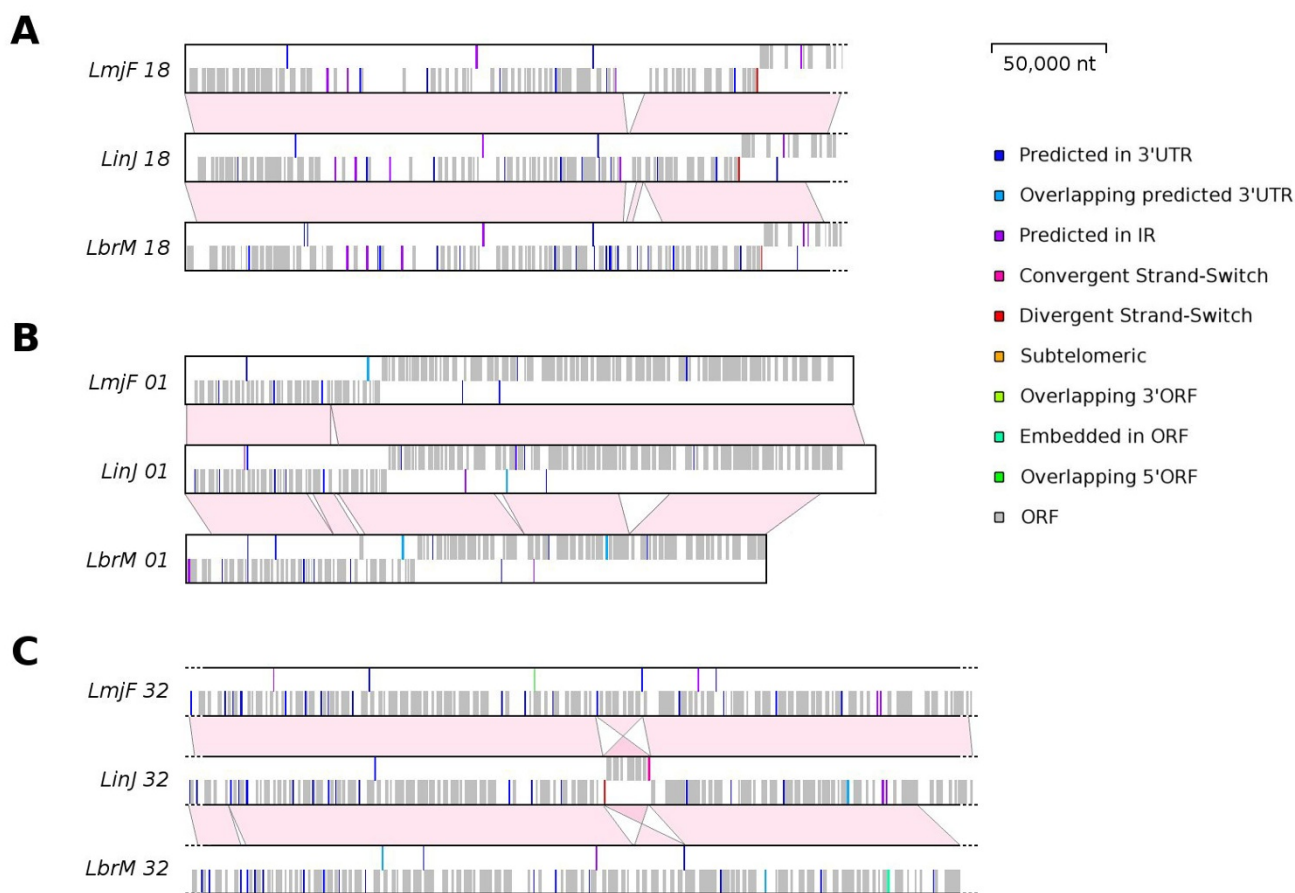 A
LmjF 18
LinJ 18
LbrM 18
50,000 nt
Predicted in 3'UTR
Overlapping predicted 3'UTR
Predicted in IR
Convergent Strand-Switch
Divergent Strand-Switch
Subtelomeric
Overlapping 3'ORF
Embedded in ORF
Overlapping 5'ORF
ORF
B
LmjF 01
LinJ 01
LbrM 01
C
LmjF 32
LinJ 32
LbrM 32